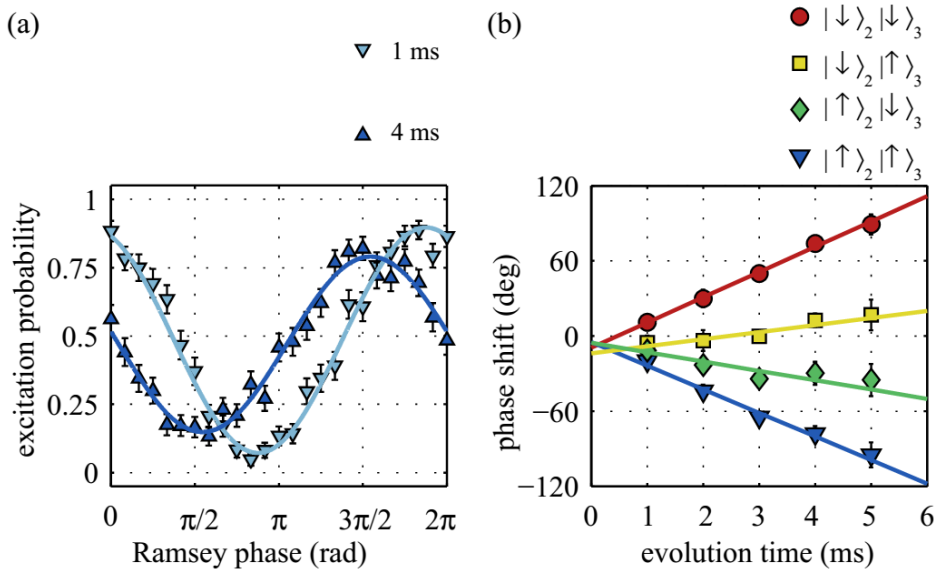 (a)
1 ms
4 ms
excitation probability
1
0.75
0.5
0.25
0
0
π/2
π
3π/2
2π
Ramsey phase (rad)
(b)
|↓⟩₂|↓⟩₃
|↓⟩₂|↑⟩₃
|↑⟩₂|↓⟩₃
|↑⟩₂|↑⟩₃
phase shift (deg)
120
60
0
−60
−120
0
1
2
3
4
5
6
evolution time (ms)